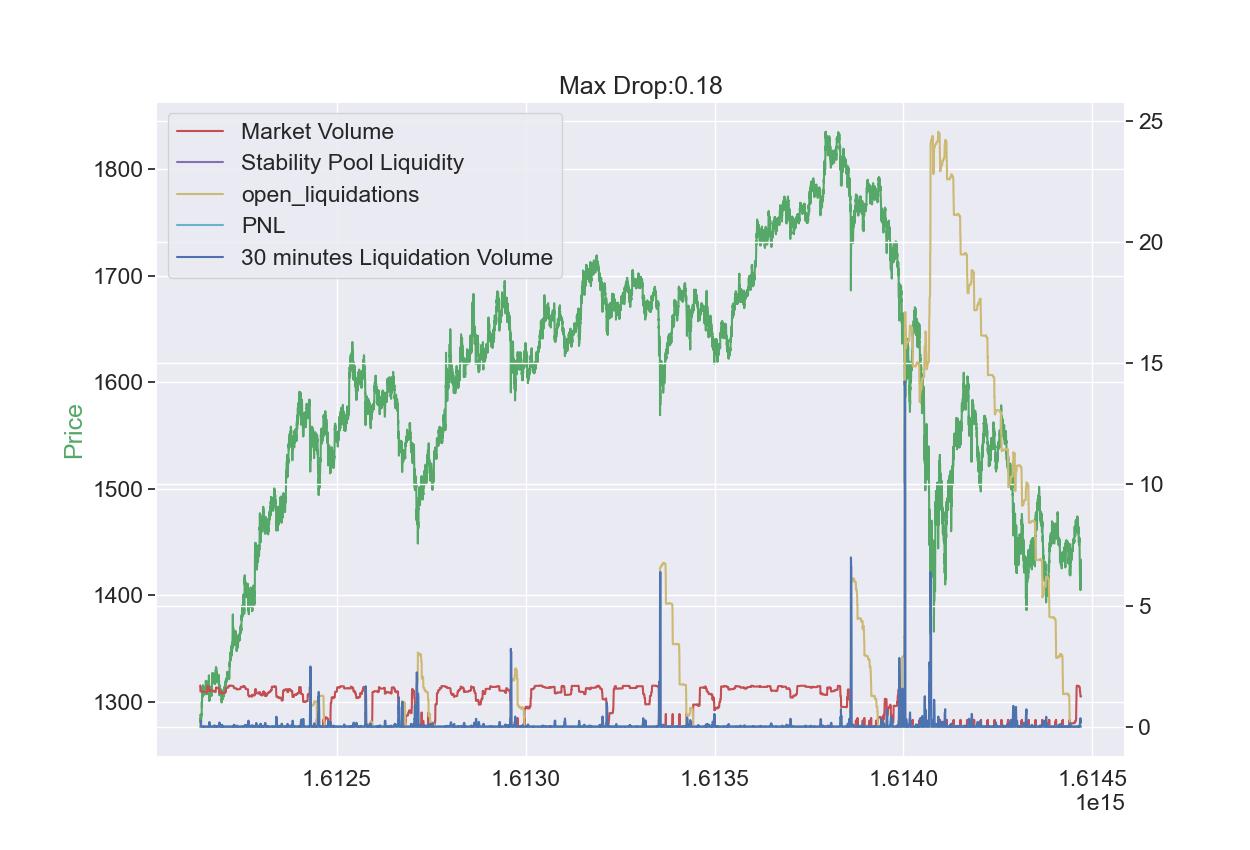 Max Drop:0.18
Market Volume
Stability Pool Liquidity
open_liquidations
PNL
30 minutes Liquidation Volume
1800
1700
1600
1500
1400
1300
Price
25
20
15
10
5
0
1.6125 1.6130 1.6135 1.6140 1.6145
1e15